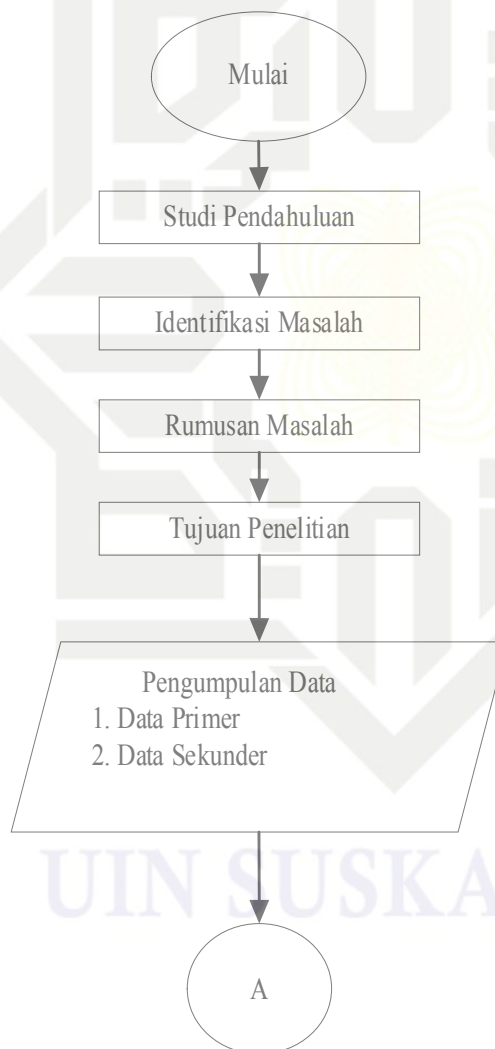 Mulai
Studi Pendahuluan
Identifikasi Masalah
Rumusan Masalah
Tujuan Penelitian
Pengumpulan Data
1. Data Primer
2. Data Sekunder
UIN SUSKA
A